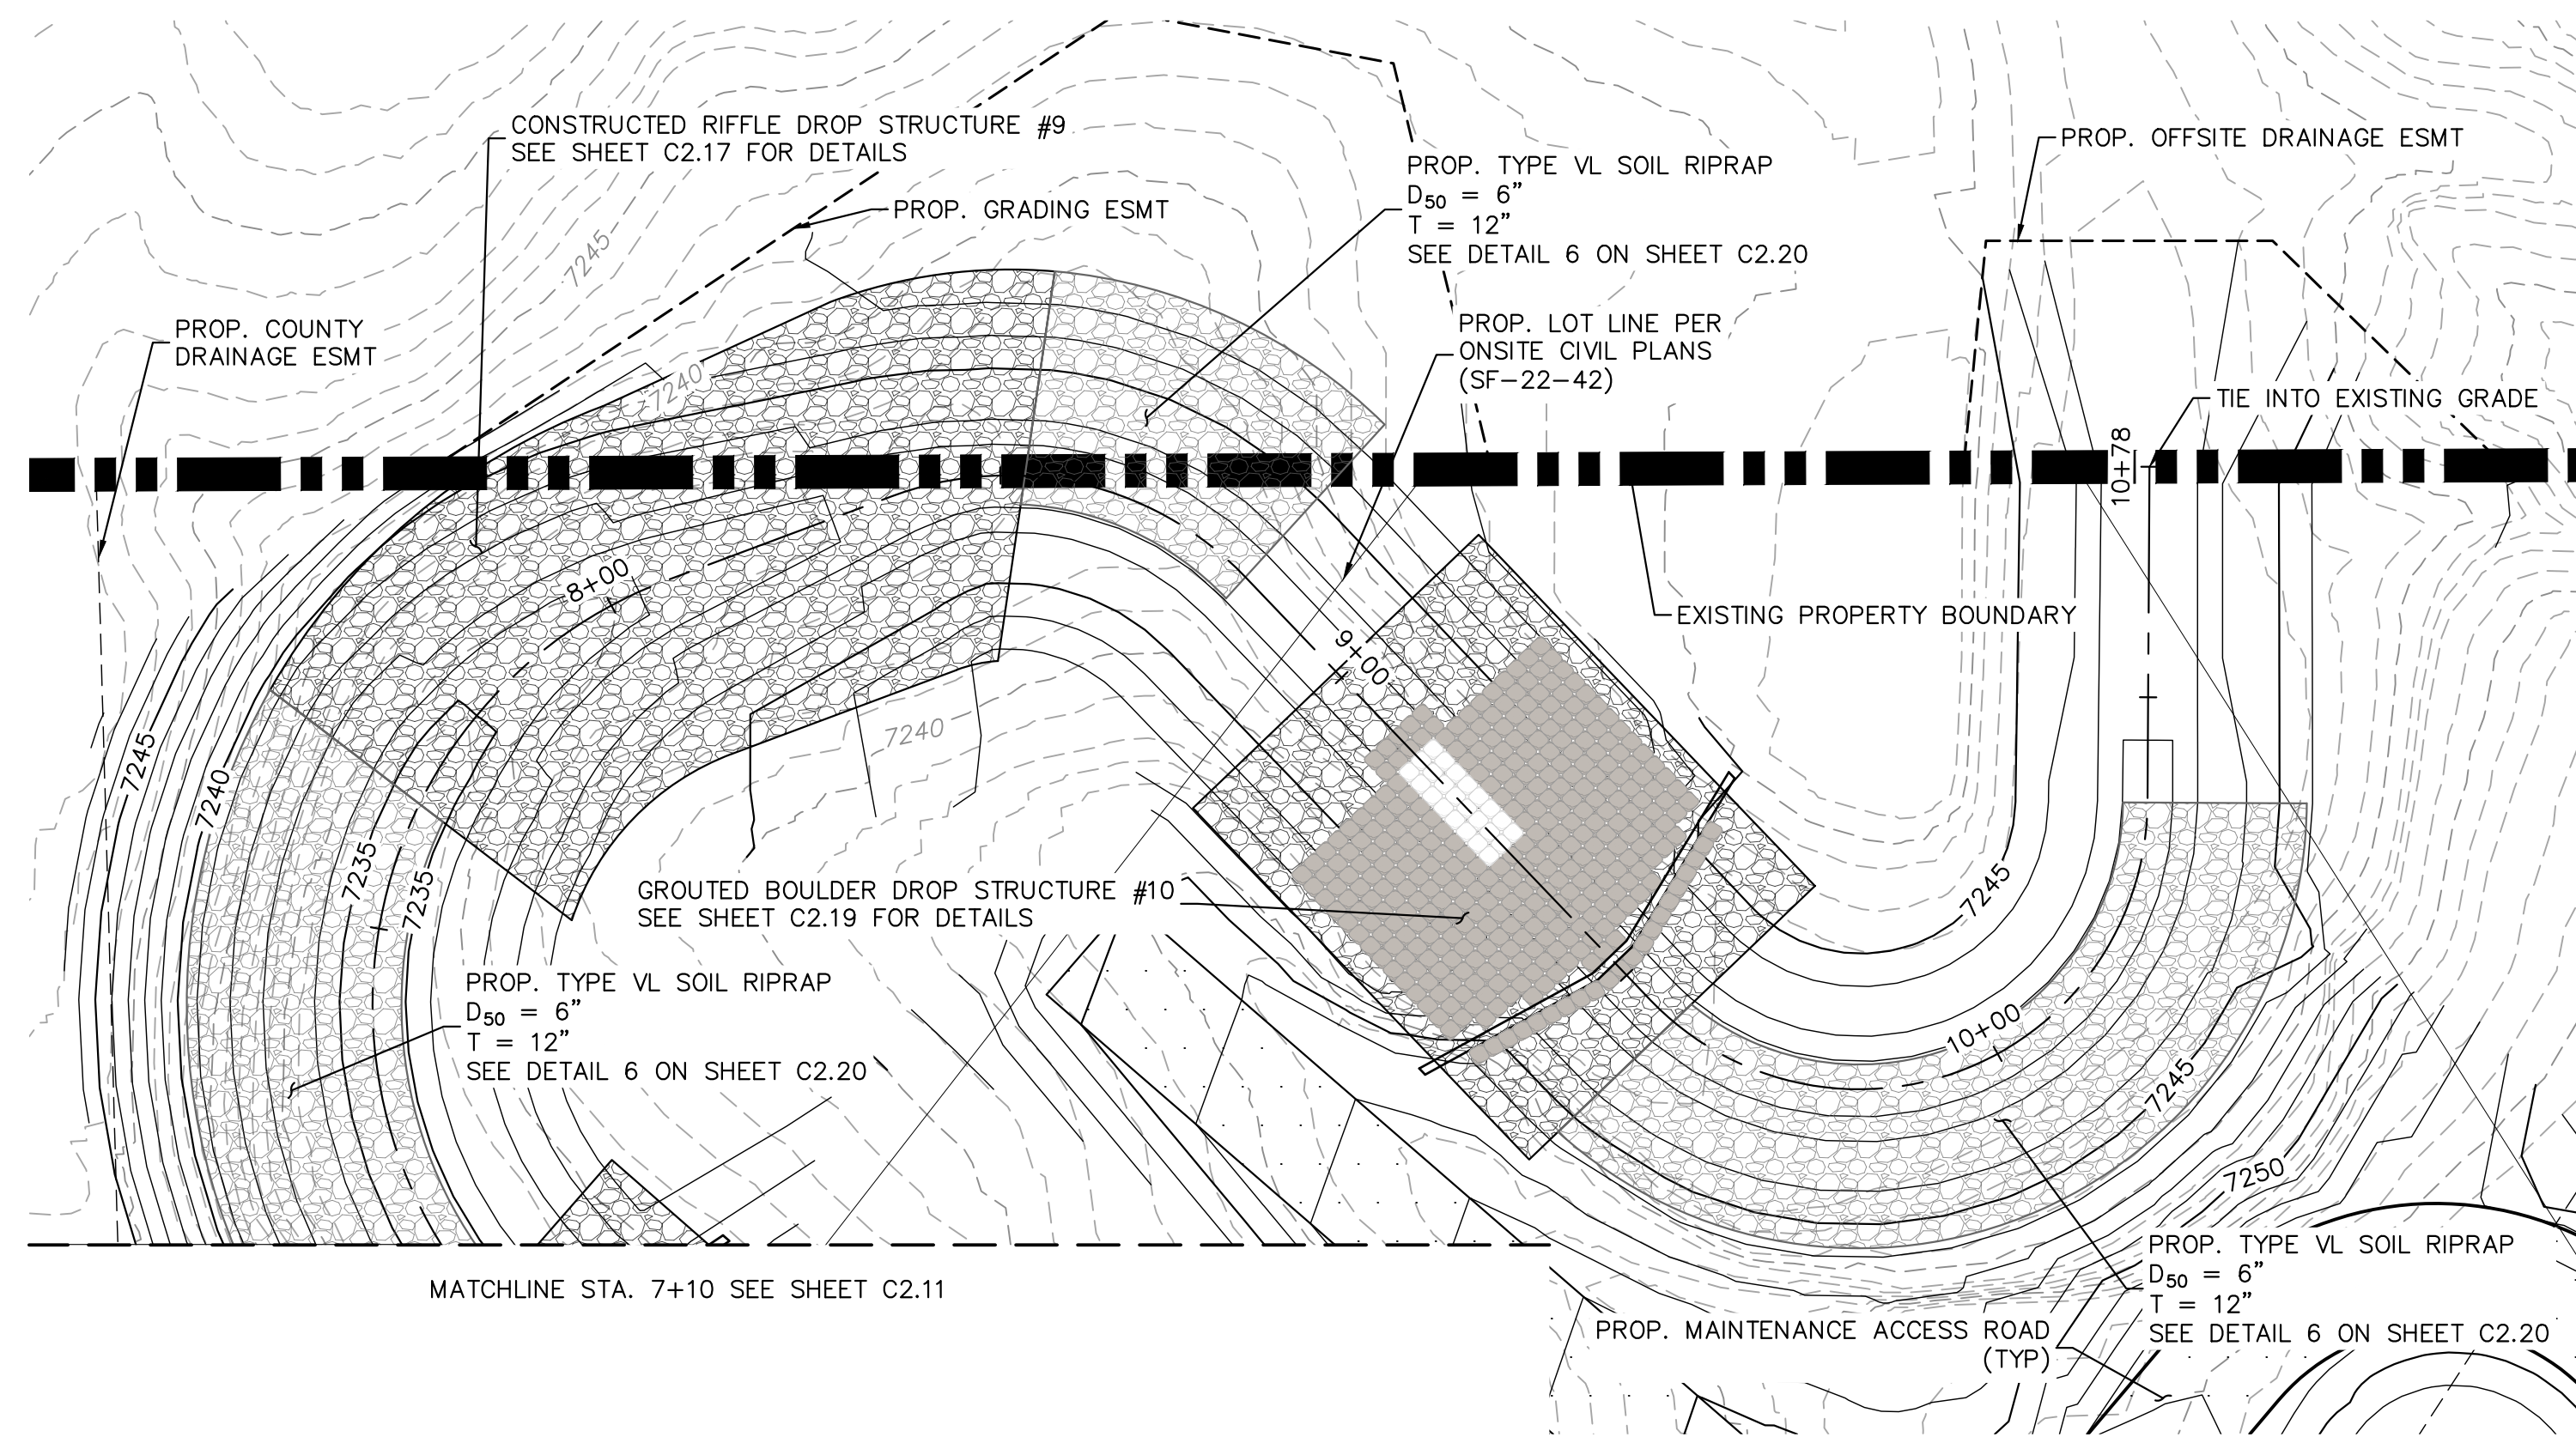 CONSTRUCTED RIFFLE DROP STRUCTURE #9
SEE SHEET C2.17 FOR DETAILS
PROP. OFFSITE DRAINAGE ESMT
PROP. TYPE VL SOIL RIPRAP
D50 = 6”
T = 12”
SEE DETAIL 6 ON SHEET C2.20
PROP. GRADING ESMT
7245
PROP. COUNTY
DRAINAGE ESMT
PROP. LOT LINE PER
ONSITE CIVIL PLANS
(SF-22-42)
7240
TIE INTO EXISTING GRADE
10+78
8+00
EXISTING PROPERTY BOUNDARY
9+00
7240
7245
7240
7235
7235
7245
GROUTED BOULDER DROP STRUCTURE #10
SEE SHEET C2.19 FOR DETAILS
PROP. TYPE VL SOIL RIPRAP
D50 = 6”
T = 12”
SEE DETAIL 6 ON SHEET C2.20
10+00
7245
7250
PROP. TYPE VL SOIL RIPRAP
D50 = 6”
T = 12”
SEE DETAIL 6 ON SHEET C2.20
MATCHLINE STA. 7+10 SEE SHEET C2.11
PROP. MAINTENANCE ACCESS ROAD
(TYP)